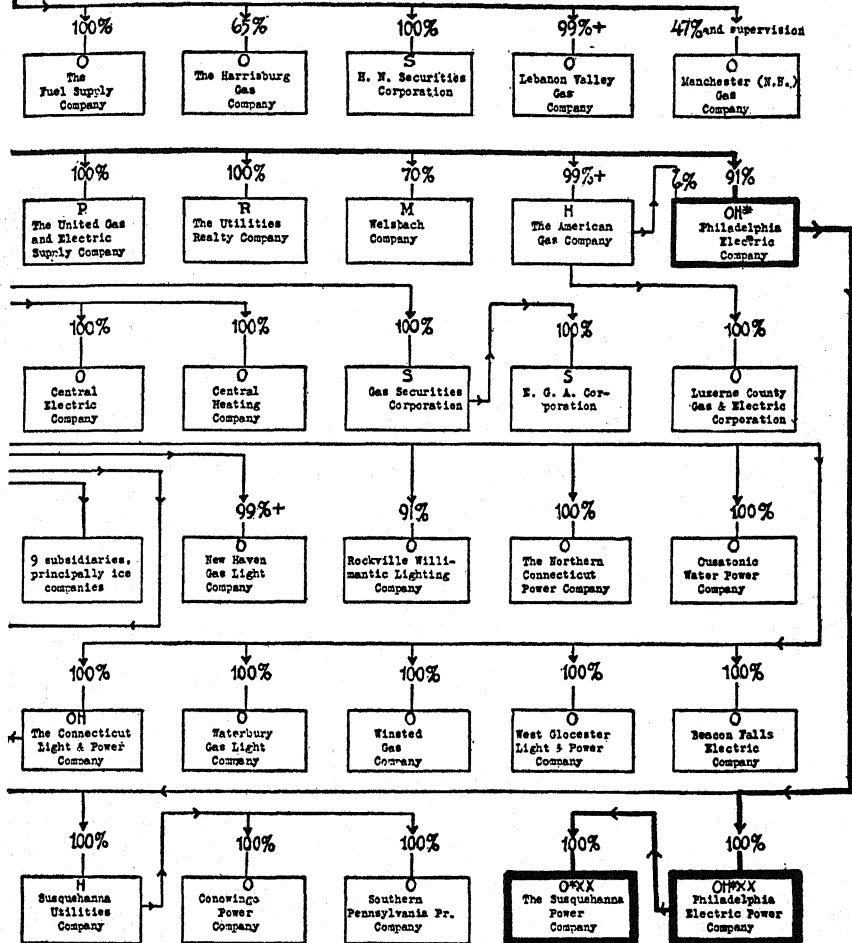 100% 65% 100% 99%+ 47% and supervision
O
The
Fuel Supply
Company
O
The Harrisburg
Gas
Company
S
H. N. Securities
Corporation
O
Lebanon Valley
Gas
Company
O
Manchester (N.H.)
Gas
Company
100% 100% 70% 99%+ 6% 91%
P
The United Gas
and Electric
Supply Company
R
The Utilities
Realty Company
M
Welsbach
Company
H
The American
Gas Company
OH*
Philadelphia
Electric
Company
100% 100% 100% 100% 100%
O
Central
Electric
Company
O
Central
Heating
Company
S
Gas Securities
Corporation
S
E. G. A. Cor-
poration
O
Luzerne County
Gas & Electric
Corporation
99%+ 91% 100% 100%
9 subsidiaries,
principally ice
companies
O
New Haven
Gas Light
Company
O
Rockville Willi-
mantic Lighting
Company
O
The Northern
Connecticut
Power Company
O
Ousatonic
Water Power
Company
100% 100% 100% 100% 100%
OH
The Connecticut
Light & Power
Company
O
Waterbury
Gas Light
Company
O
Winsted
Gas
Company
O
West Glocester
Light & Power
Company
O
Beacon Falls
Electric
Company
100% 100% 100% 100% 100%
H
Susquehanna
Utilities
Company
O
Conowingo
Power
Company
O
Southern
Pennsylvania Pr.
Company
O*XX
The Susquehanna
Power
Company
OH*XX
Philadelphia
Electric Power
Company